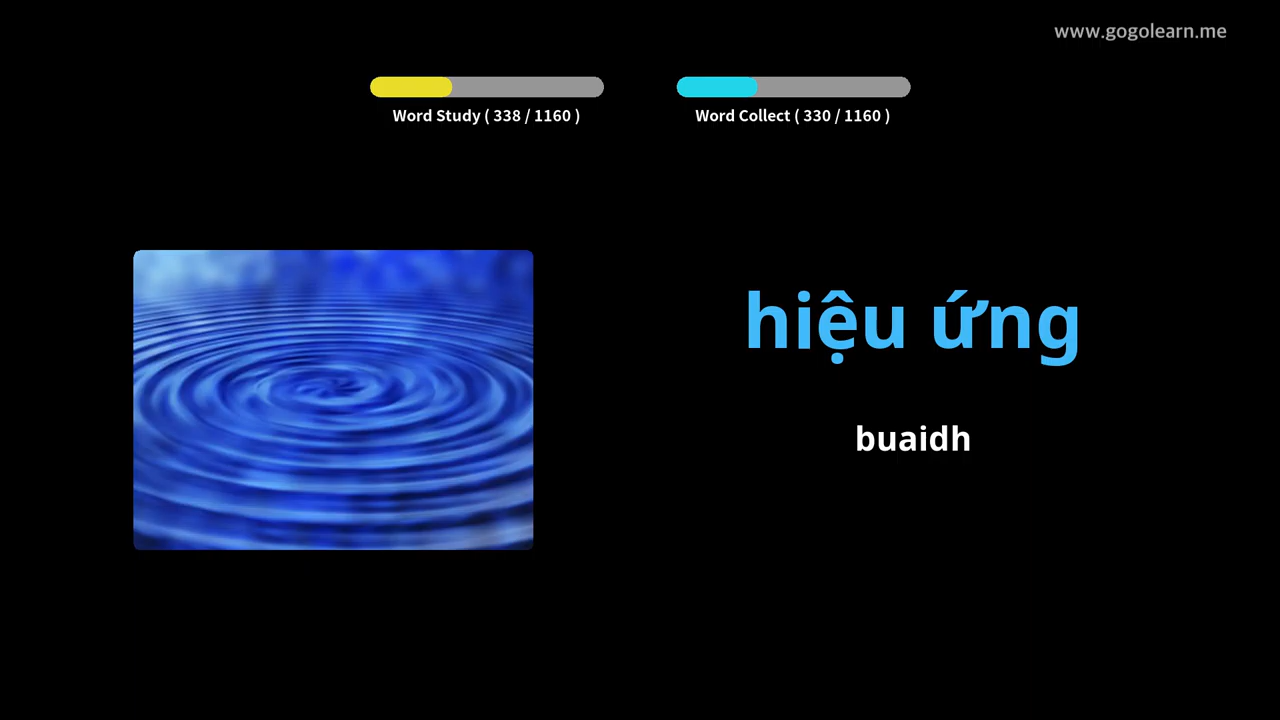 www.gogolearn.me
Word Study ( 338 / 1160 )
Word Collect ( 330 / 1160 )
hiệu ứng
buaidh